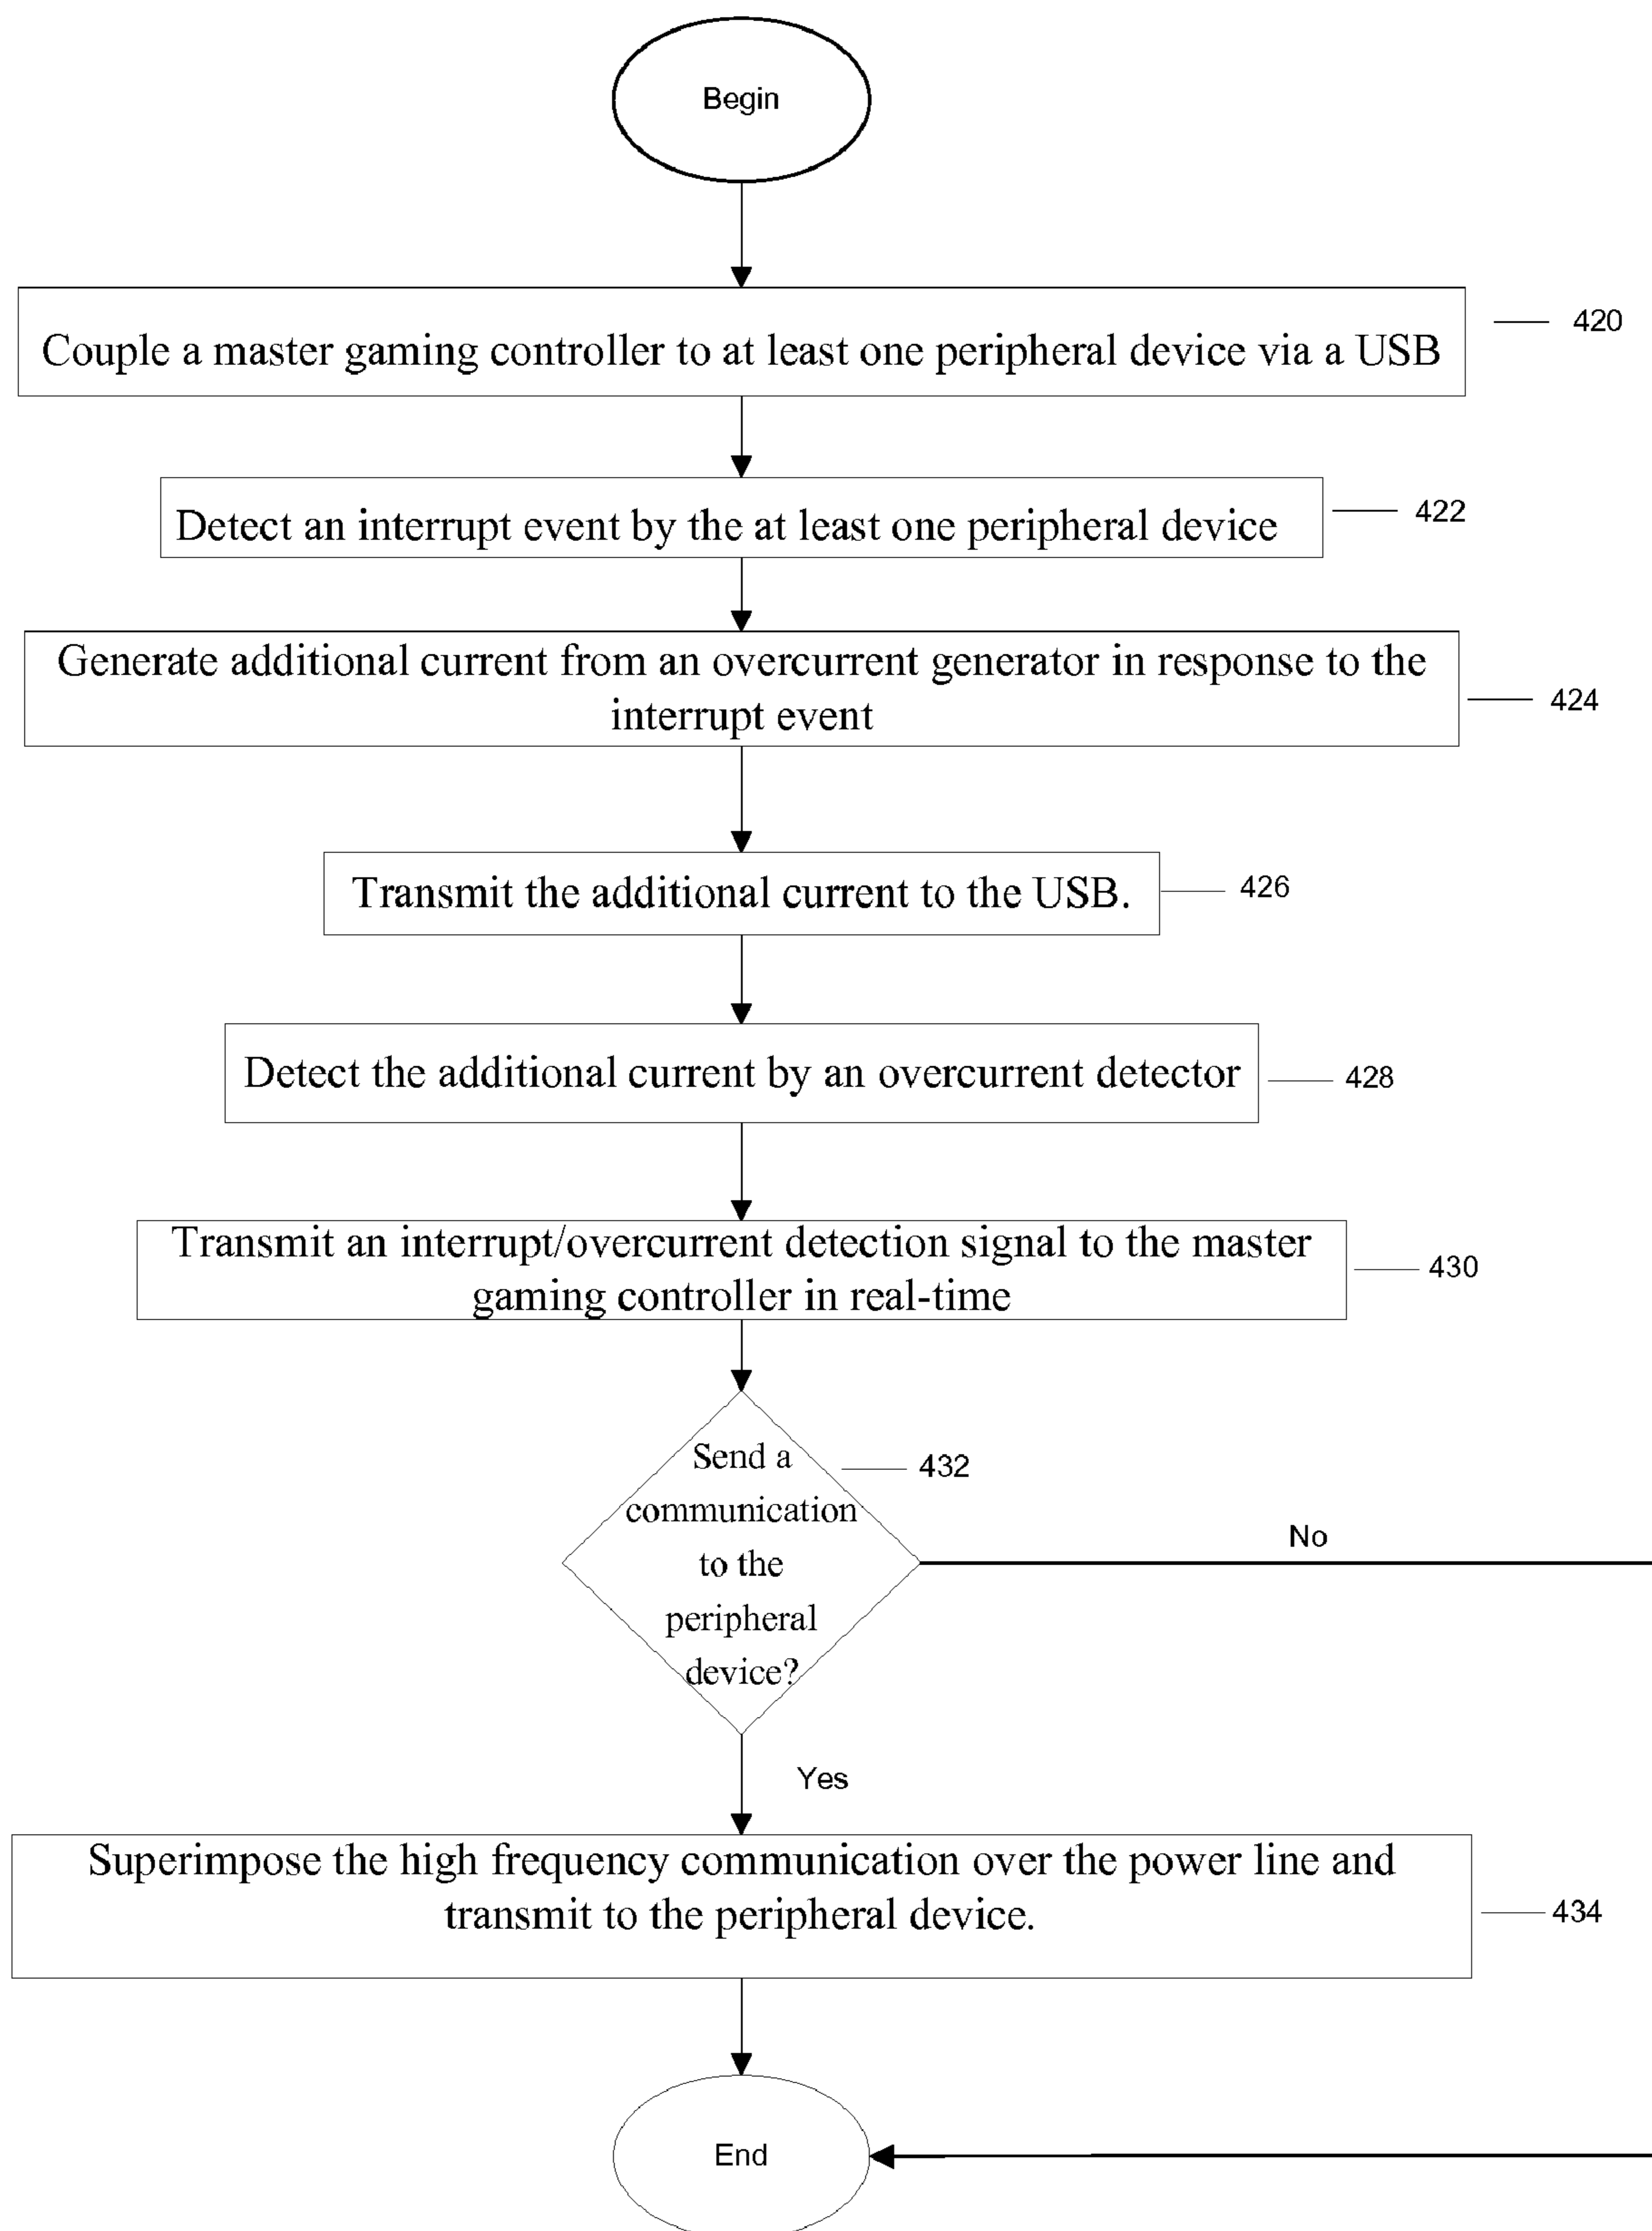 Begin
Couple a master gaming controller to at least one peripheral device via a USB
420
Detect an interrupt event by the at least one peripheral device
422
Generate additional current from an overcurrent generator in response to the
interrupt event
424
Transmit the additional current to the USB.
426
Detect the additional current by an overcurrent detector
428
Transmit an interrupt/overcurrent detection signal to the master
gaming controller in real-time
430
Send a
communication
to the
peripheral
device?
432
No
Yes
Superimpose the high frequency communication over the power line and
transmit to the peripheral device.
434
End